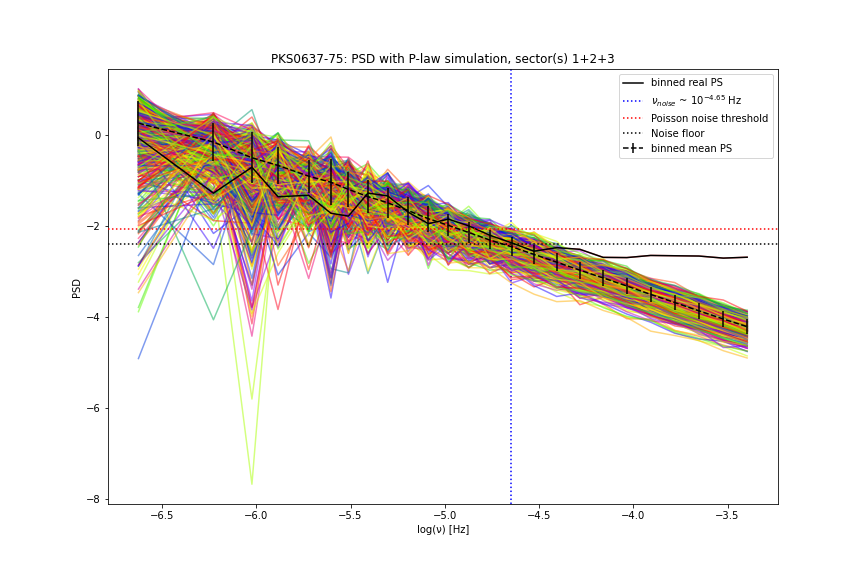 PKS0637-75: PSD with P-law simulation, sector(s) 1+2+3
binned real PS
ν_noise ~ 10^−4.65 Hz
Poisson noise threshold
Noise floor
binned mean PS
PSD
0
−2
−4
−6
−8
−6.5 −6.0 −5.5 −5.0 −4.5 −4.0 −3.5
log(ν) [Hz]